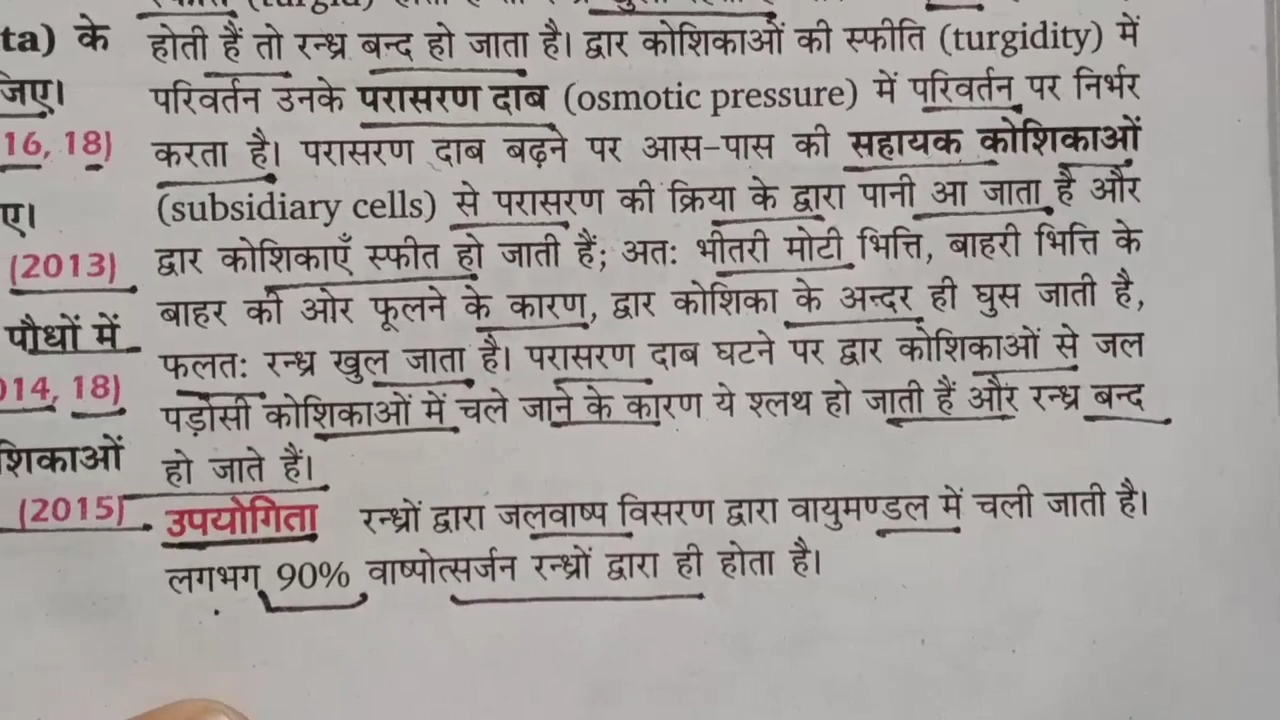 ta) के
जिए।
16, 18)
ए।
(2013)
पौधों में
014, 18)
शिकाओं
(2015)
(turgid)
होती हैं तो रन्ध्र बन्द हो जाता है। द्वार कोशिकाओं की स्फीति (turgidity) में
परिवर्तन उनके परासरण दाब (osmotic pressure) में परिवर्तन पर निर्भर
करता है। परासरण दाब बढ़ने पर आस-पास की सहायक कोशिकाओं
(subsidiary cells) से परासरण की क्रिया के द्वारा पानी आ जाता है और
द्वार कोशिकाएँ स्फीत हो जाती हैं; अतः भीतरी मोटी भित्ति, बाहरी भित्ति के
बाहर की ओर फूलने के कारण, द्वार कोशिका के अन्दर ही घुस जाती है,
फलतः रन्ध्र खुल जाता है। परासरण दाब घटने पर द्वार कोशिकाओं से जल
पड़ोसी कोशिकाओं में चले जाने के कारण ये श्लथ हो जाती हैं और रन्ध्र बन्द
हो जाते हैं।
उपयोगिता रन्ध्रों द्वारा जलवाष्प विसरण द्वारा वायुमण्डल में चली जाती है।
लगभग 90% वाष्पोत्सर्जन रन्ध्रों द्वारा ही होता है।